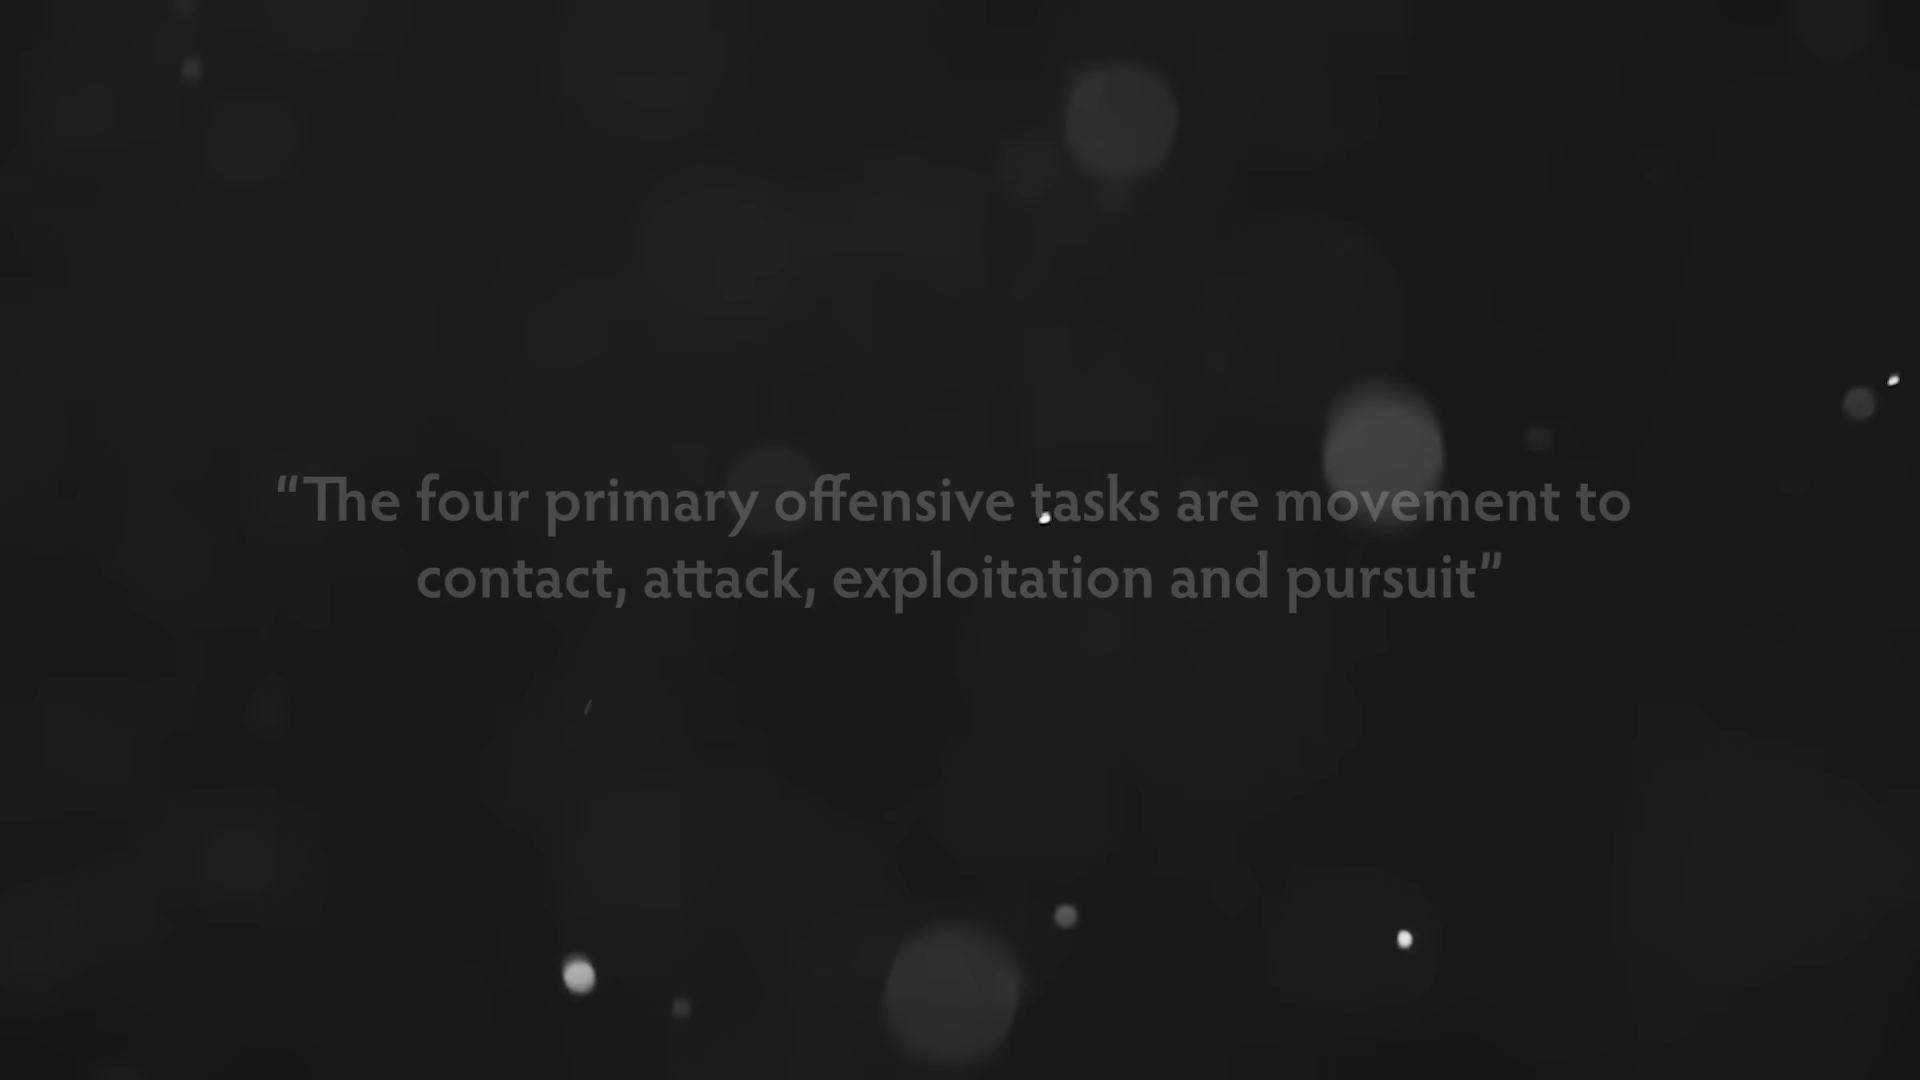 “The four primary offensive tasks are movement to
contact, attack, exploitation and pursuit”